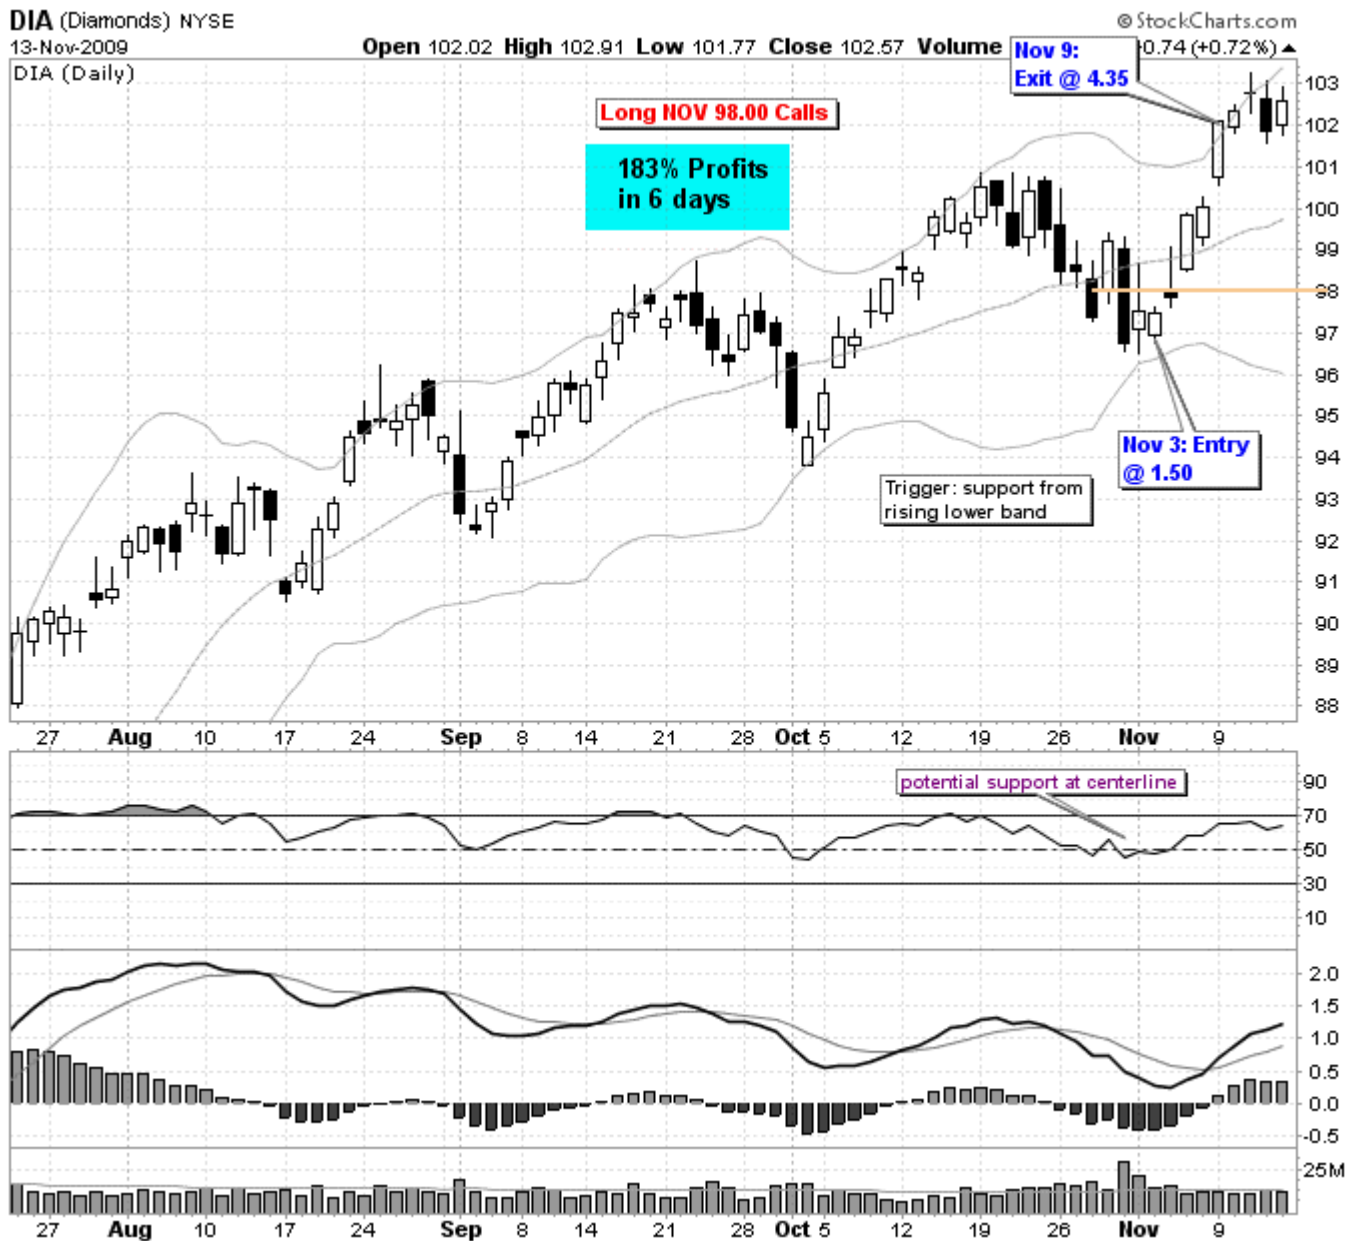 DIA (Diamonds) NYSE
© StockCharts.com
13-Nov-2009
Open 102.02 High 102.91 Low 101.77 Close 102.57 Volume
0.74 (+0.72%)
DIA (Daily)
Nov 9:
Exit @ 4.35
Long NOV 98.00 Calls
183% Profits
in 6 days
Nov 3: Entry
@ 1.50
Trigger: support from
rising lower band
103
102
101
100
99
98
97
96
95
94
93
92
91
90
89
88
27 Aug 10 17 24 Sep 8 14 21 28 Oct 5 12 19 26 Nov 9
potential support at centerline
90
70
50
30
10
2.0
1.5
1.0
0.5
0.0
-0.5
25M
27 Aug 10 17 24 Sep 8 14 21 28 Oct 5 12 19 26 Nov 9